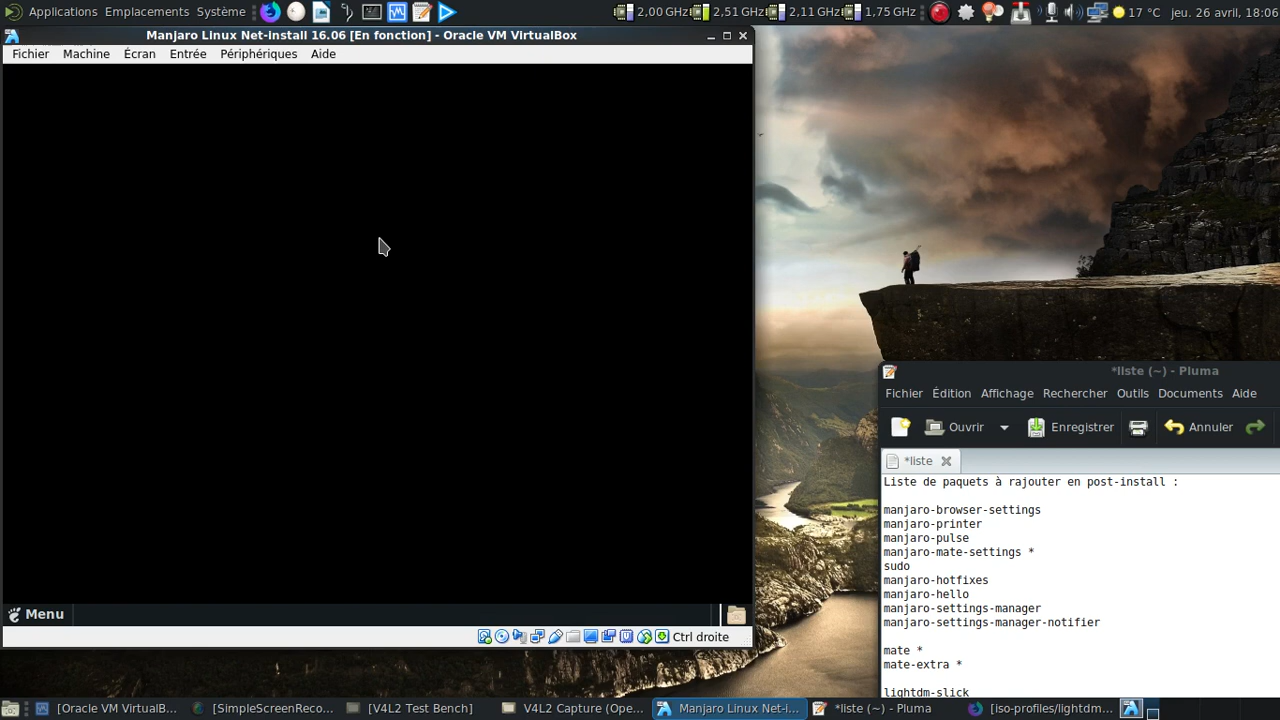 Applications Emplacements Système 2,00 GHz 2,51 GHz 2,11 GHz 1,75 GHz 17 °C jeu. 26 avril, 18:06
Manjaro Linux Net-install 16.06 [En fonction] - Oracle VM VirtualBox
Fichier Machine Écran Entrée Périphériques Aide
Menu
Ctrl droite
*liste (~) - Pluma
Fichier Édition Affichage Rechercher Outils Documents Aide
Ouvrir Enregistrer Annuler
*liste
Liste de paquets à rajouter en post-install :
manjaro-browser-settings
manjaro-printer
manjaro-pulse
manjaro-mate-settings *
sudo
manjaro-hotfixes
manjaro-hello
manjaro-settings-manager
manjaro-settings-manager-notifier
mate *
mate-extra *
lightdm-slick
[Oracle VM VirtualB... [SimpleScreenReco... [V4L2 Test Bench] V4L2 Capture (Ope... Manjaro Linux Net-i... *liste (~) - Pluma [iso-profiles/lightdm...